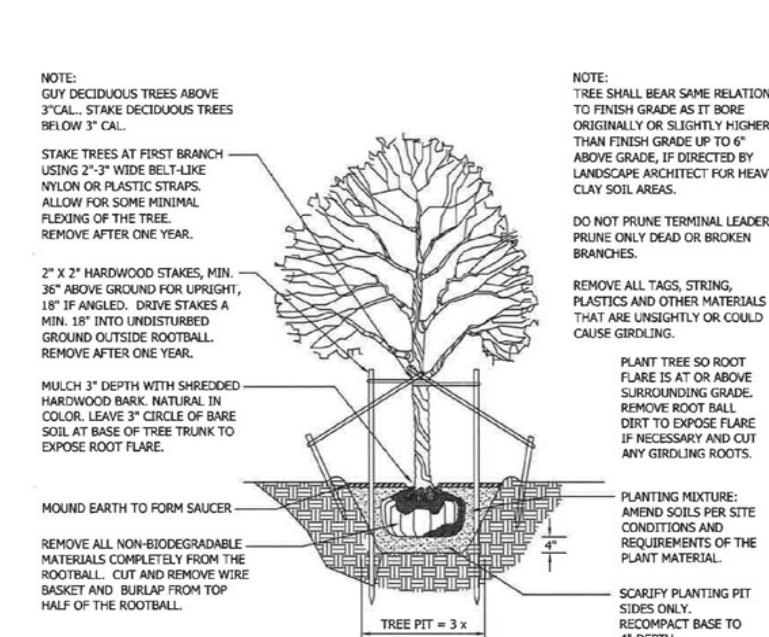 NOTE:
GUY DECIDUOUS TREES ABOVE
3"CAL.. STAKE DECIDUOUS TREES
BELOW 3" CAL.
STAKE TREES AT FIRST BRANCH
USING 2"-3" WIDE BELT-LIKE
NYLON OR PLASTIC STRAPS.
ALLOW FOR SOME MINIMAL
FLEXING OF THE TREE.
REMOVE AFTER ONE YEAR.
2" X 2" HARDWOOD STAKES, MIN.
36" ABOVE GROUND FOR UPRIGHT,
18" IF ANGLED. DRIVE STAKES A
MIN. 18" INTO UNDISTURBED
GROUND OUTSIDE ROOTBALL.
REMOVE AFTER ONE YEAR.
MULCH 3" DEPTH WITH SHREDDED
HARDWOOD BARK. NATURAL IN
COLOR. LEAVE 3" CIRCLE OF BARE
SOIL AT BASE OF TREE TRUNK TO
EXPOSE ROOT FLARE.
MOUND EARTH TO FORM SAUCER
REMOVE ALL NON-BIODEGRADABLE
MATERIALS COMPLETELY FROM THE
ROOTBALL. CUT AND REMOVE WIRE
BASKET AND BURLAP FROM TOP
HALF OF THE ROOTBALL.
NOTE:
TREE SHALL BEAR SAME RELATION
TO FINISH GRADE AS IT BORE
ORIGINALLY OR SLIGHTLY HIGHER
THAN FINISH GRADE UP TO 6"
ABOVE GRADE, IF DIRECTED BY
LANDSCAPE ARCHITECT FOR HEAV
CLAY SOIL AREAS.
DO NOT PRUNE TERMINAL LEADER
PRUNE ONLY DEAD OR BROKEN
BRANCHES.
REMOVE ALL TAGS, STRING,
PLASTICS AND OTHER MATERIALS
THAT ARE UNSIGHTLY OR COULD
CAUSE GIRDLING.
PLANT TREE SO ROOT
FLARE IS AT OR ABOVE
SURROUNDING GRADE.
REMOVE ROOT BALL
DIRT TO EXPOSE FLARE
IF NECESSARY AND CUT
ANY GIRDLING ROOTS.
PLANTING MIXTURE:
AMEND SOILS PER SITE
CONDITIONS AND
REQUIREMENTS OF THE
PLANT MATERIAL.
4"
SCARIFY PLANTING PIT
SIDES ONLY.
RECOMPACT BASE TO
4" DEPTH
TREE PIT = 3 x